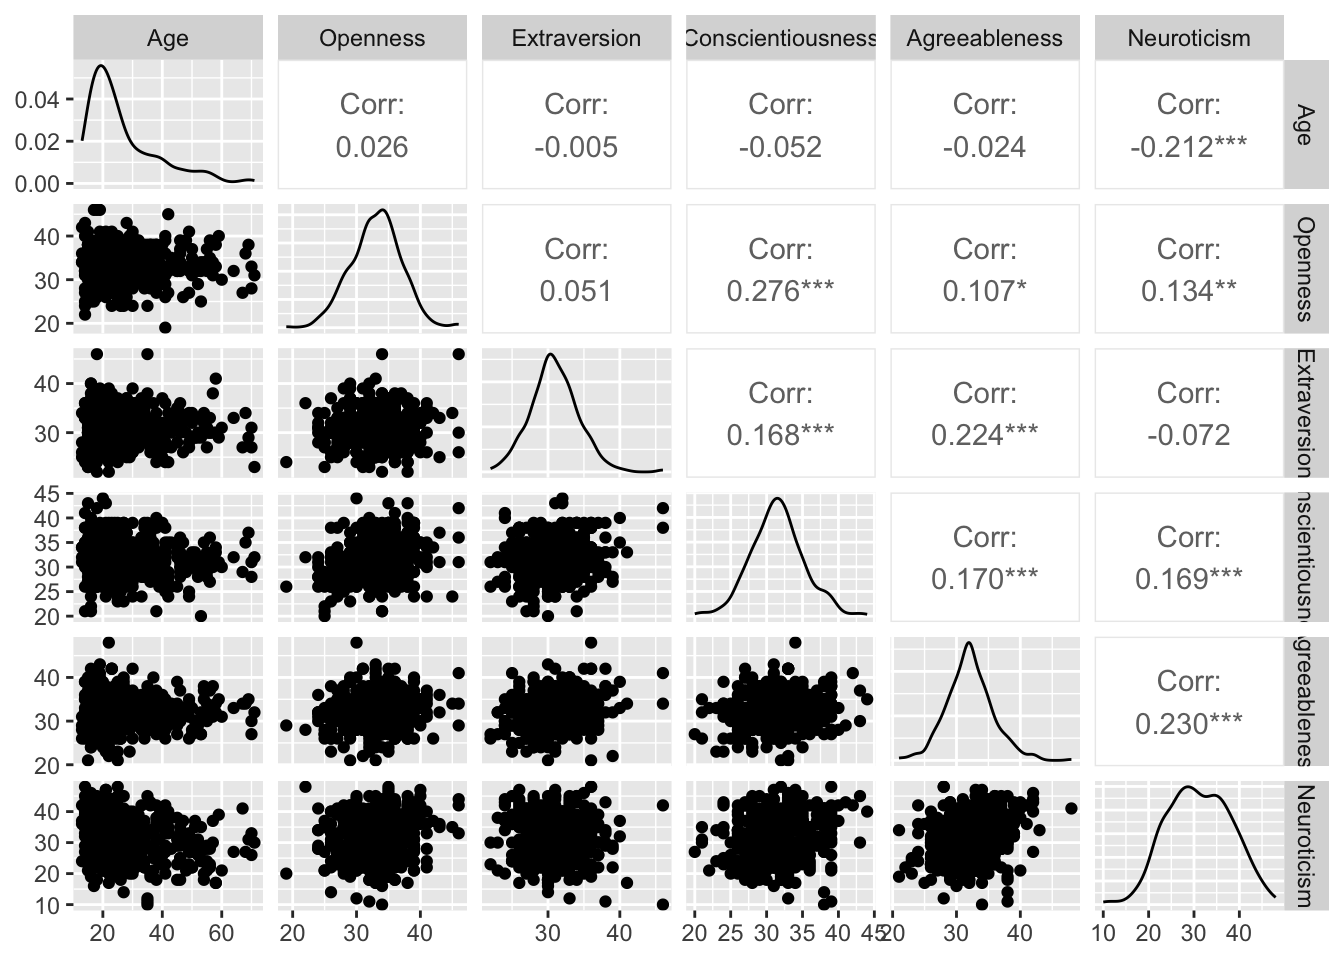 Age Openness Extraversion Conscientiousness Agreeableness Neuroticism
0.04
0.02
0.00
Corr: Corr: Corr: Corr: Corr:
0.026 -0.005 -0.052 -0.024 -0.212***
Age
40
30
20
Corr: Corr: Corr: Corr:
0.051 0.276*** 0.107* 0.134**
Openness
40
30
Corr: Corr: Corr:
0.168*** 0.224*** -0.072
Extraversion
45
40
35
30
25
20
Corr: Corr:
0.170*** 0.169***
nscientiousn
40
30
20
Corr:
0.230***
greeablenes
40
30
20
10
Neuroticism
20 40 60 20 30 40 30 40 20 25 30 35 40 45 20 30 40 10 20 30 40